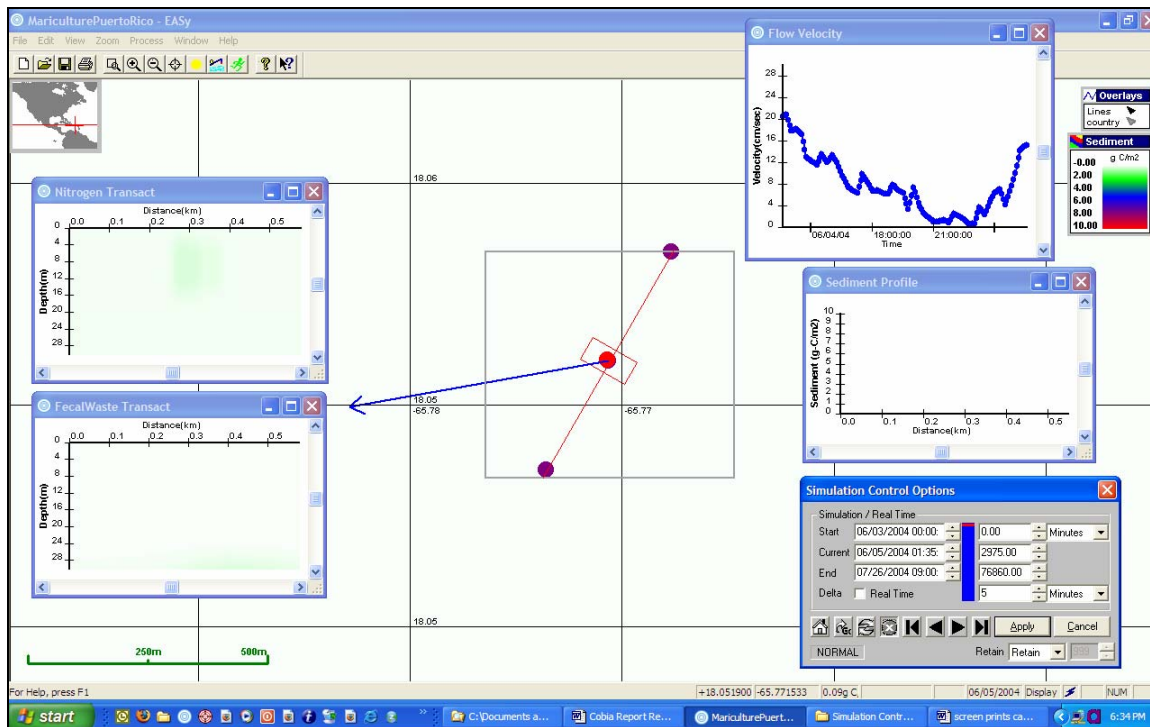 MariculturePuertoRico - EASy
File Edit View Zoom Process Window Help
Flow Velocity
28
24
20
16
12
8
4
0
Velocity(cm/sec)
06/04/04 18:00:00 21:00:00
Time
Overlays
Lines
country
Sediment
g C/m2
-0.00
2.00
4.00
6.00
8.00
10.00
Nitrogen Transact
Distance(km)
0.0 0.1 0.2 0.3 0.4 0.5
0
4
8
12
16
20
24
28
Depth(m)
18.06
FecalWaste Transact
Distance(km)
0.0 0.1 0.2 0.3 0.4 0.5
0
4
8
12
16
20
24
28
Depth(m)
18.05
-65.78
-65.77
18.05
Sediment Profile
10
9
8
7
6
5
4
3
2
1
0
Sediment (g-C/m2)
0.0 0.1 0.2 0.3 0.4 0.5
Distance(km)
Simulation Control Options
Simulation / Real Time
Start 06/03/2004 00:00: 0.00 Minutes
Current 06/05/2004 01:35: 2975.00
End 07/26/2004 09:00: 76860.00
Delta Real Time 5 Minutes
Apply Cancel
NORMAL Retain Retain 999
250m 500m
For Help, press F1
+18.051900 -65.771533 0.09g C, 06/05/2004 Display NUM
start C:\Documents a... Cobia Report Re... MariculturePuert... Simulation Contr... screen prints ca... 6:34 PM